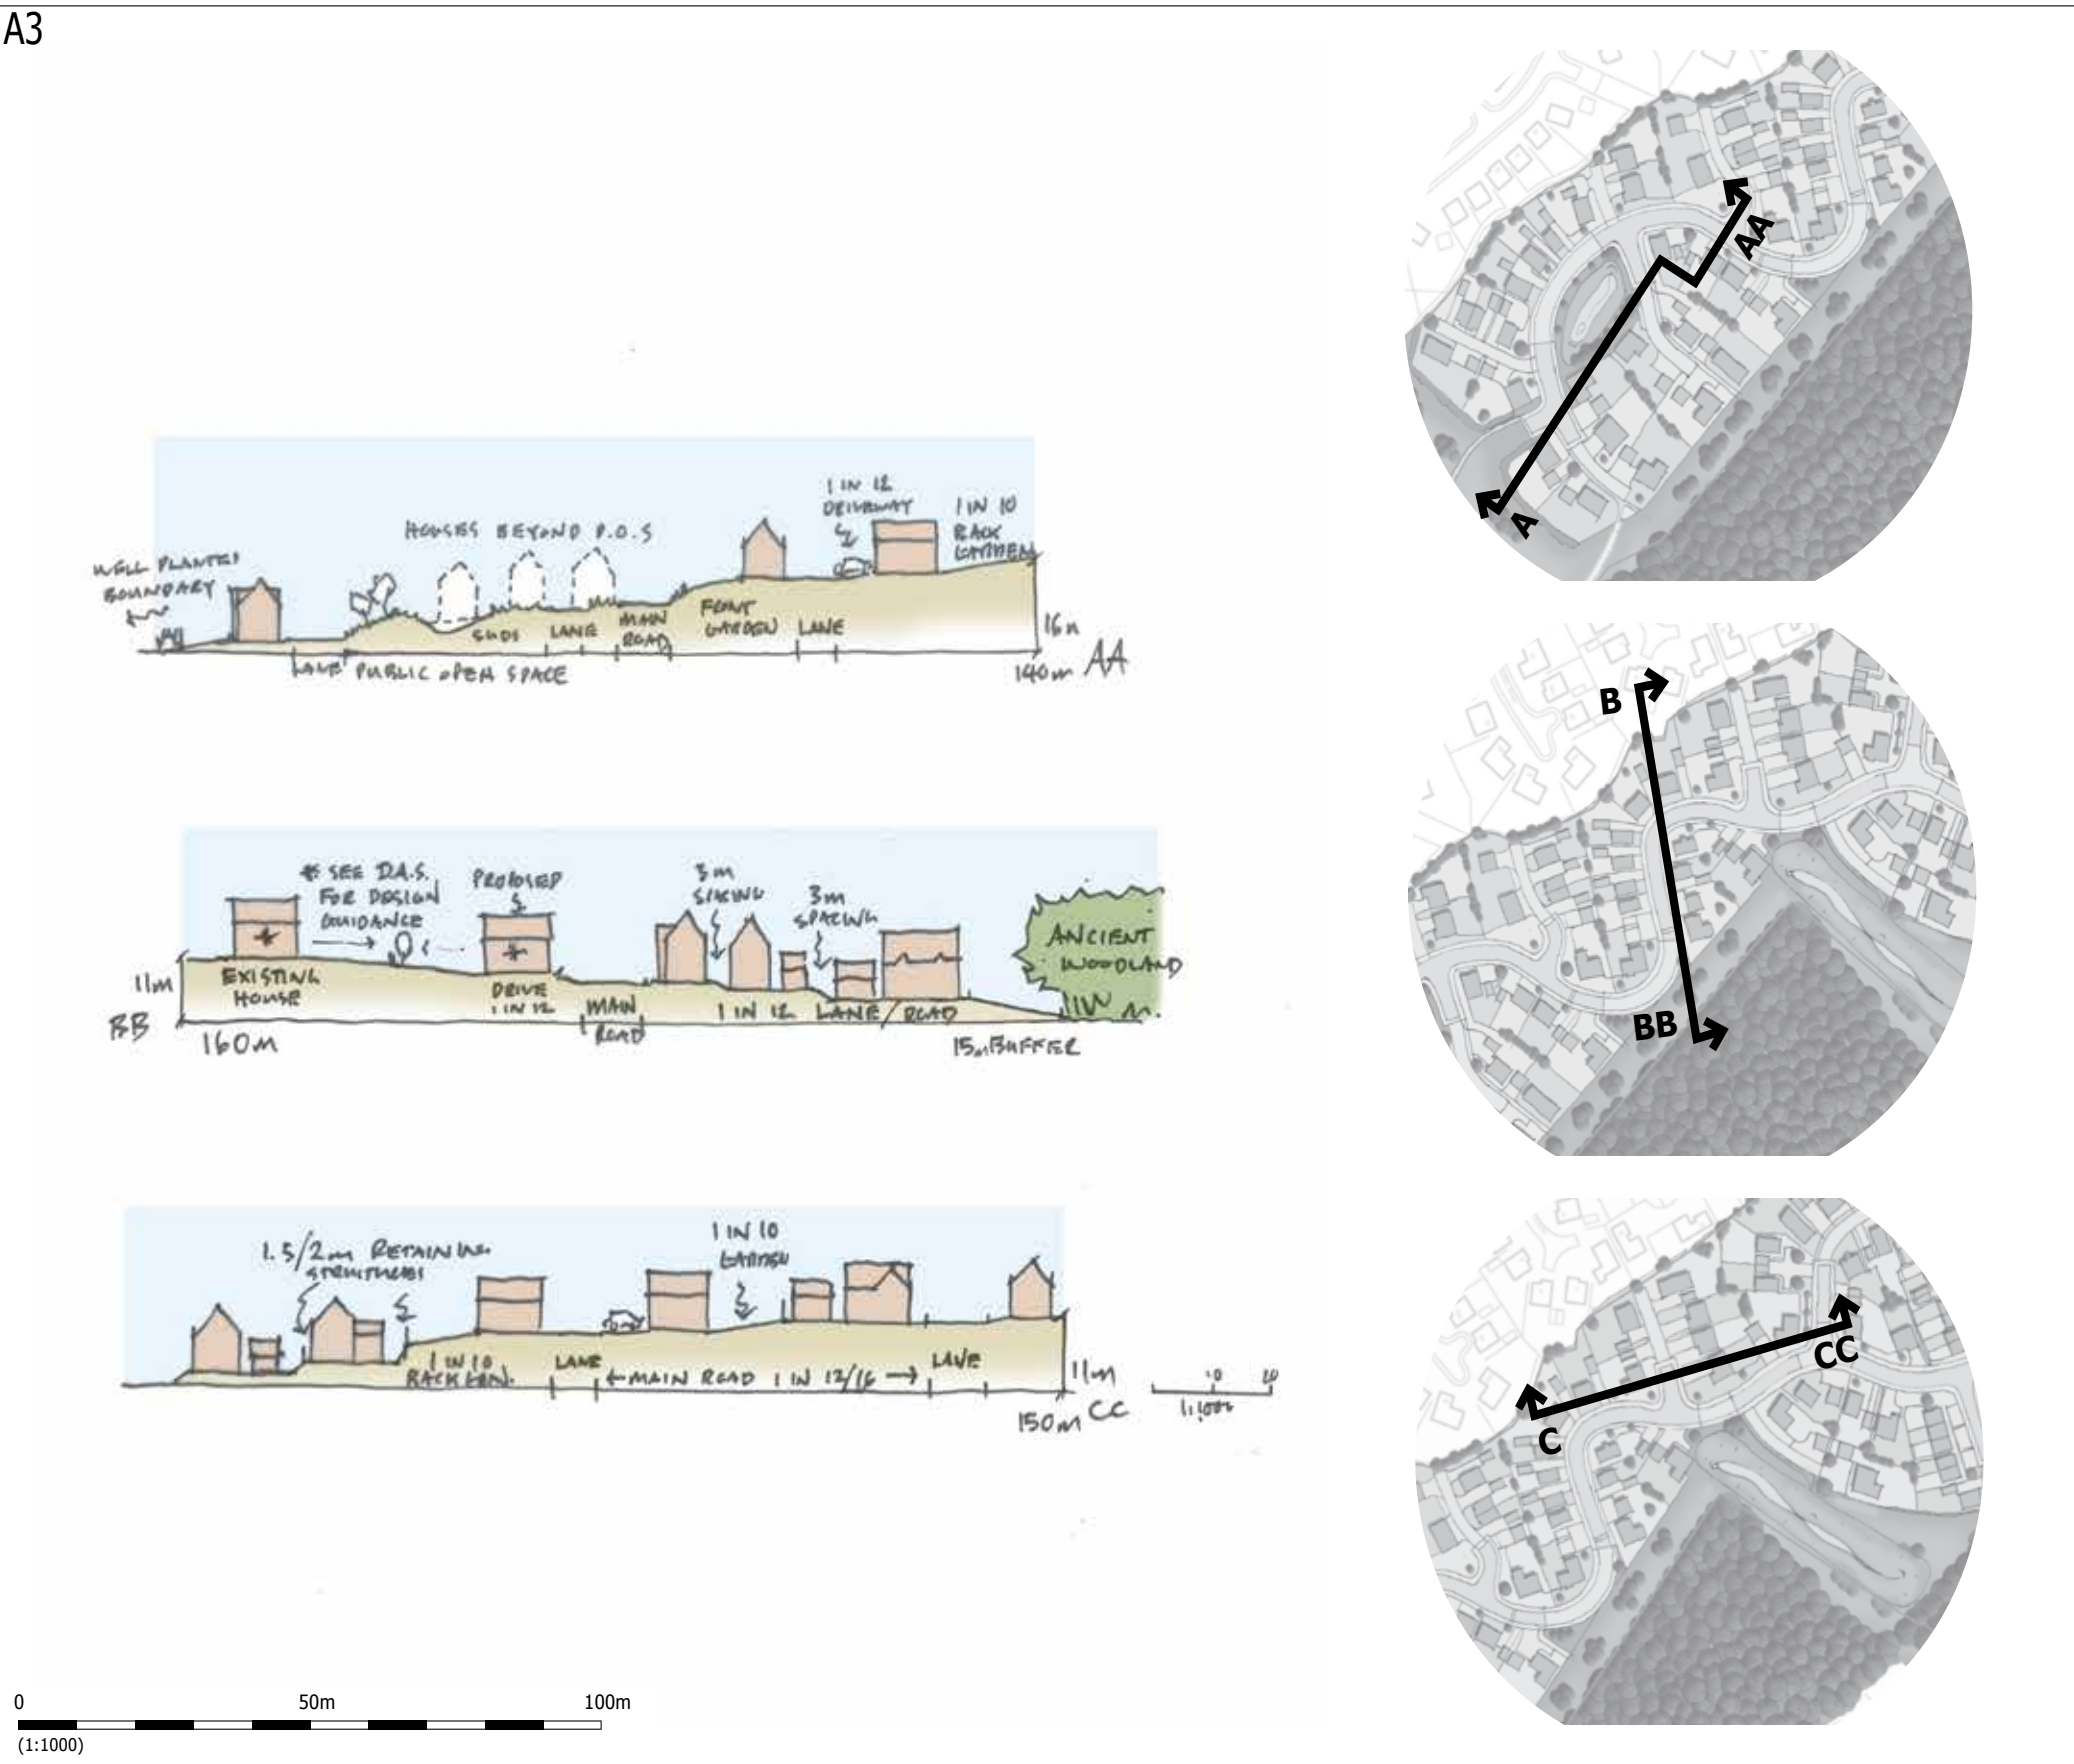 A3
1 IN 12
DRIVEWAY
1 IN 10
BACK
GARDEN
HOUSES BEYOND P.O.S
WELL PLANTED
BOUNDARY
FRONT
GARDEN
LANE
MAIN
ROAD
LANE
SUDS
LANE
PUBLIC OPEN SPACE
16m
140m AA
A
AA
* SEE D.A.S.
FOR DESIGN
GUIDANCE
PROPOSED
3m
SPACING
3m
SPACING
ANCIENT
WOODLAND
11m
EXISTING
HOUSE
DRIVE
1 IN 12
MAIN
ROAD
1 IN 12
LANE/ROAD
BB
160m
15m BUFFER
B
BB
1.5/2m RETAINING
STRUCTURES
1 IN 10
GARDEN
1 IN 10
BACK GDN.
LANE
←MAIN ROAD 1 IN 12/16→
LANE
11m
150m CC
10
20
1:1000
C
CC
0
50m
100m
(1:1000)